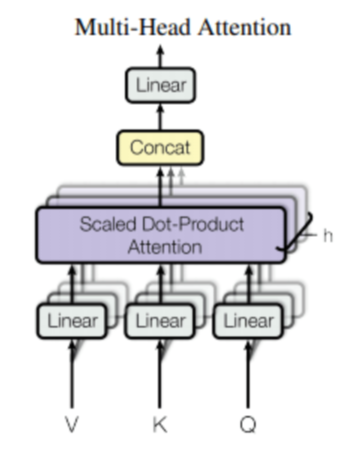 Multi-Head Attention
Linear
Concat
Scaled Dot-Product
Attention
h
Linear Linear Linear
V K Q